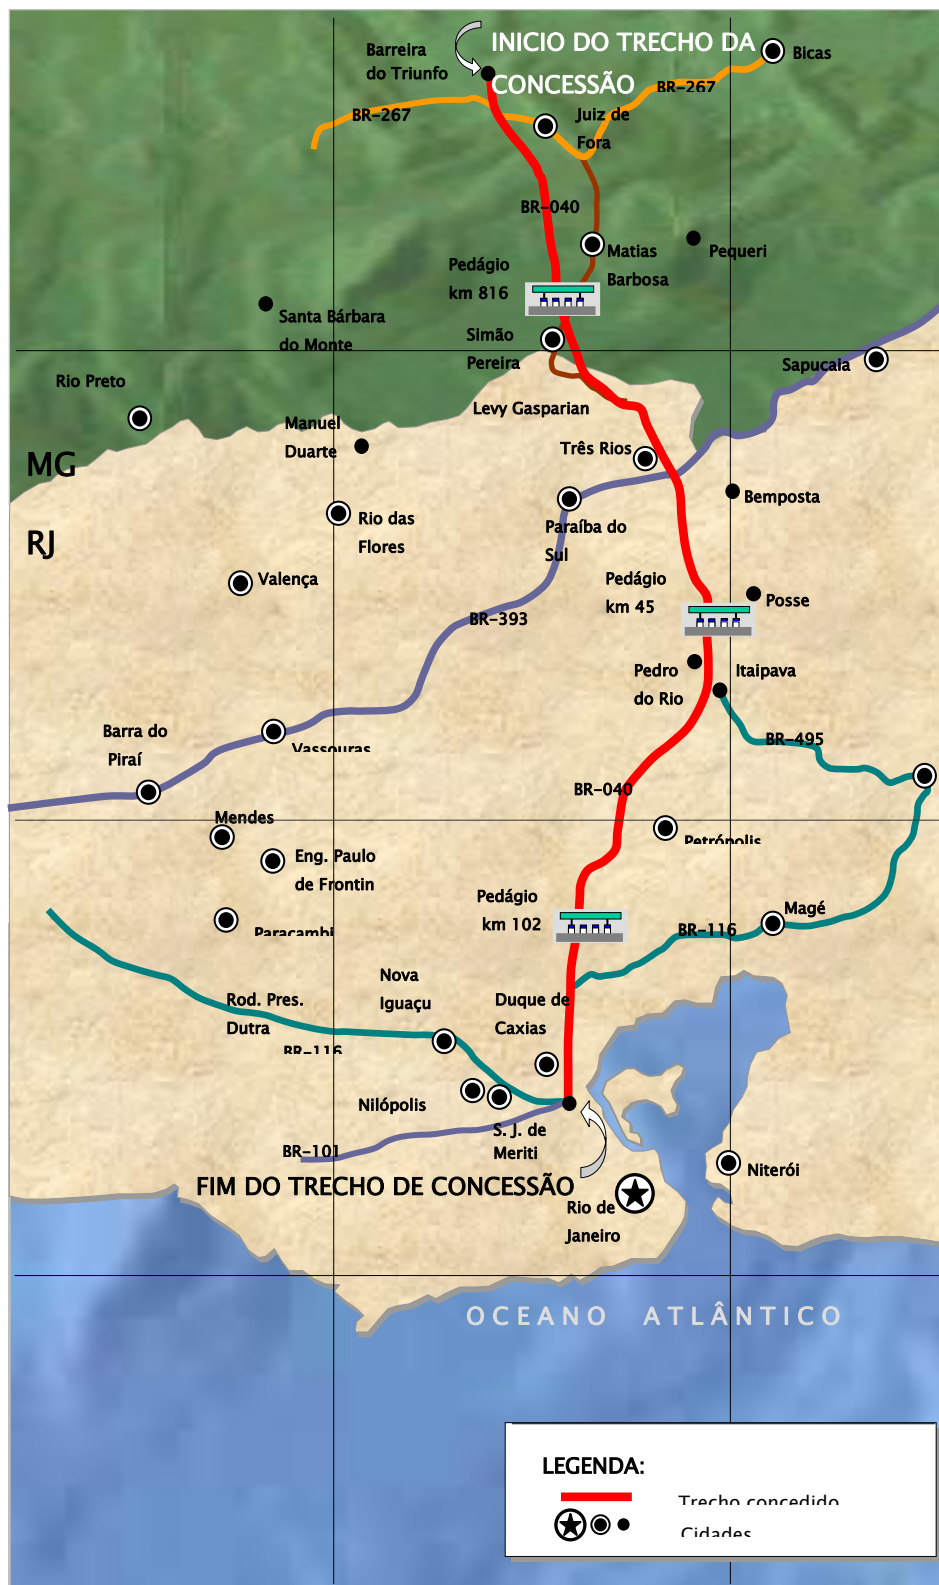 INICIO DO TRECHO DA
CONCESSÃO
Barreira
do Triunfo
Bicas
BR-267
BR-267
Juiz de
Fora
BR-040
Matias
Barbosa
Pequeri
Pedágio
km 816
Santa Bárbara
do Monte
Simão
Pereira
Sapucaia
Rio Preto
Levy Gasparian
Manuel
Duarte
Três Rios
MG
Bemposta
Rio das
Flores
Paraíba do
Sul
RJ
Valença
Pedágio
km 45
Posse
BR-393
Pedro
do Rio
Itaipava
Barra do
Piraí
Vassouras
BR-495
BR-040
Mendes
Petrópolis
Eng. Paulo
de Frontin
Pedágio
km 102
Magé
Paracambi
BR-116
Nova
Iguaçu
Rod. Pres.
Dutra
Duque de
Caxias
BR-116
Nilópolis
S. J. de
Meriti
BR-101
Niterói
FIM DO TRECHO DE CONCESSÃO
Rio de
Janeiro
OCEANO ATLÂNTICO
LEGENDA:
Trecho concedido
Cidades